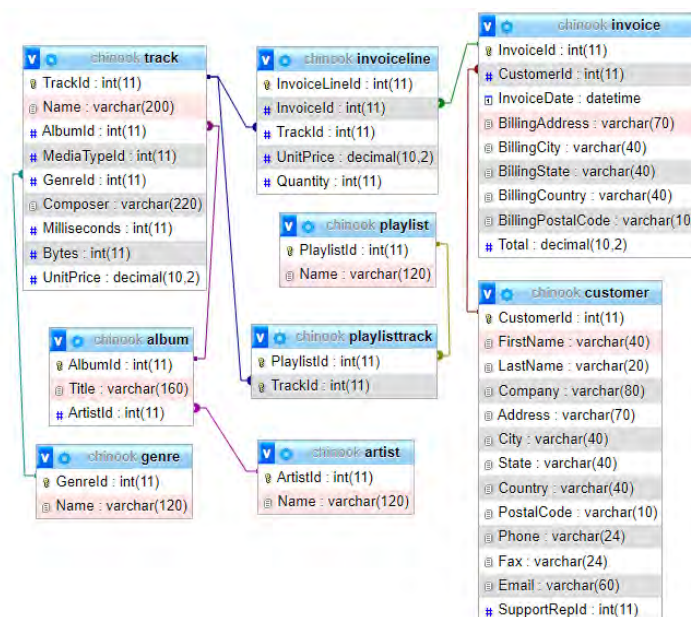 chinook track
TrackId : int(11)
Name : varchar(200)
AlbumId : int(11)
MediaTypeId : int(11)
GenreId : int(11)
Composer : varchar(220)
Milliseconds : int(11)
Bytes : int(11)
UnitPrice : decimal(10,2)
chinook invoiceline
InvoiceLineId : int(11)
InvoiceId : int(11)
TrackId : int(11)
UnitPrice : decimal(10,2)
Quantity : int(11)
chinook invoice
InvoiceId : int(11)
CustomerId : int(11)
InvoiceDate : datetime
BillingAddress : varchar(70)
BillingCity : varchar(40)
BillingState : varchar(40)
BillingCountry : varchar(40)
BillingPostalCode : varchar(10
Total : decimal(10,2)
chinook playlist
PlaylistId : int(11)
Name : varchar(120)
chinook playlisttrack
PlaylistId : int(11)
TrackId : int(11)
chinook customer
CustomerId : int(11)
FirstName : varchar(40)
LastName : varchar(20)
Company : varchar(80)
Address : varchar(70)
City : varchar(40)
State : varchar(40)
Country : varchar(40)
PostalCode : varchar(10)
Phone : varchar(24)
Fax : varchar(24)
Email : varchar(60)
SupportRepId : int(11)
chinook album
AlbumId : int(11)
Title : varchar(160)
ArtistId : int(11)
chinook genre
GenreId : int(11)
Name : varchar(120)
chinook artist
ArtistId : int(11)
Name : varchar(120)